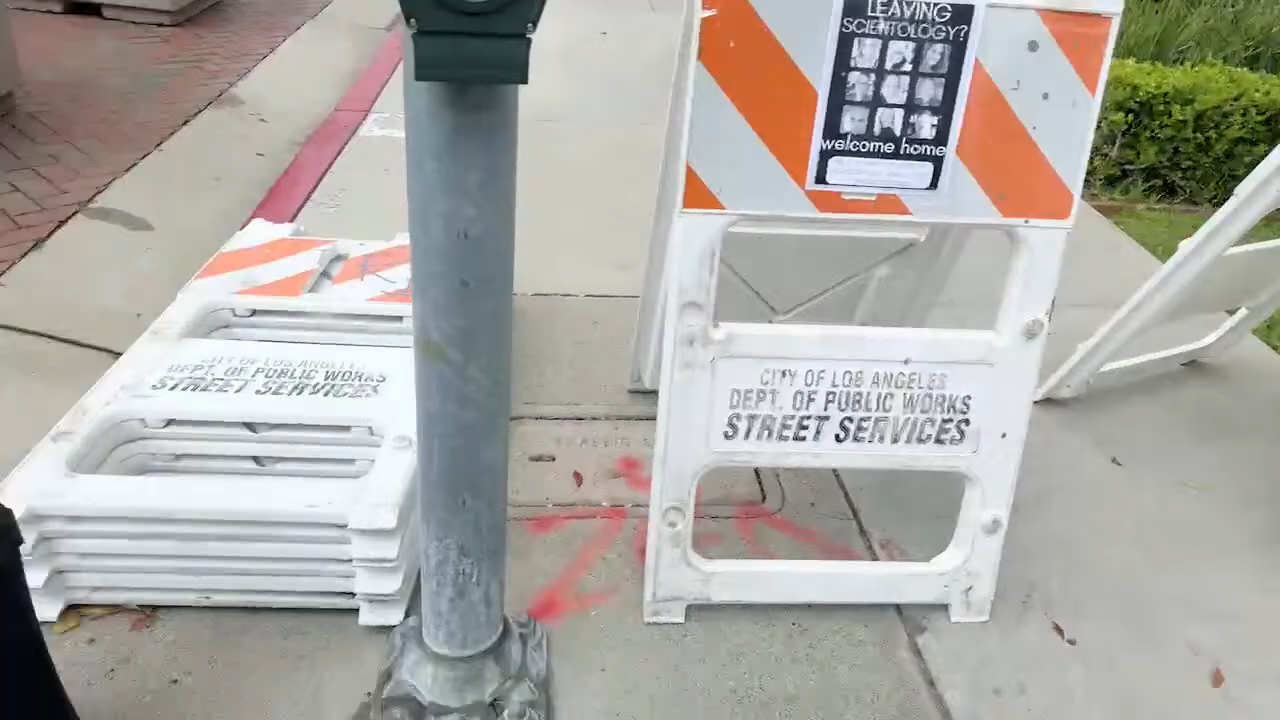 LEAVING
SCIENTOLOGY?
welcome home
CITY OF LOS ANGELES
DEPT. OF PUBLIC WORKS
STREET SERVICES
CITY OF LOS ANGELES
DEPT. OF PUBLIC WORKS
STREET SERVICES